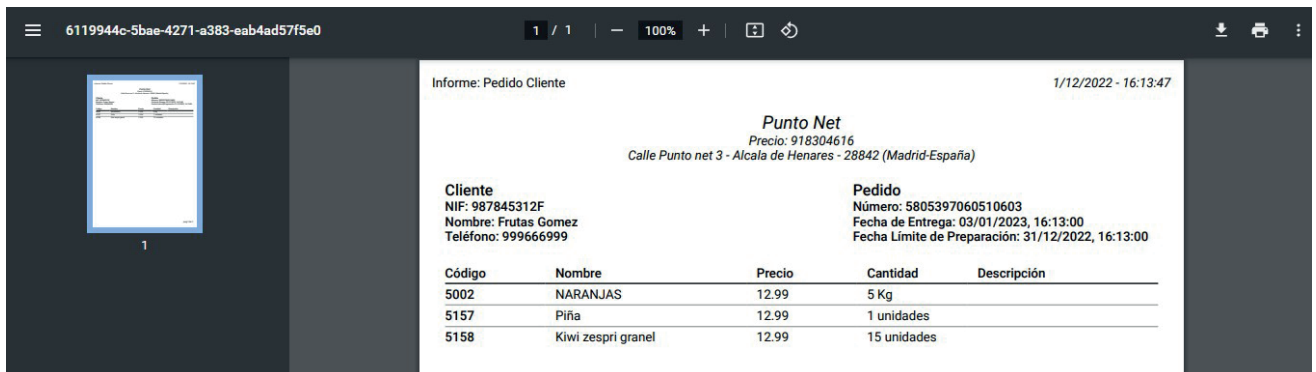 6119944c-5bae-4271-a383-eab4ad57f5e0
1 / 1
100%
1
Informe: Pedido Cliente
1/12/2022 - 16:13:47
Punto Net
Precio: 918304616
Calle Punto net 3 - Alcala de Henares - 28842 (Madrid-España)
Cliente
NIF: 987845312F
Nombre: Frutas Gomez
Teléfono: 999666999
Pedido
Número: 5805397060510603
Fecha de Entrega: 03/01/2023, 16:13:00
Fecha Límite de Preparación: 31/12/2022, 16:13:00
Código Nombre Precio Cantidad Descripción
5002 NARANJAS 12.99 5 Kg
5157 Piña 12.99 1 unidades
5158 Kiwi zespri granel 12.99 15 unidades